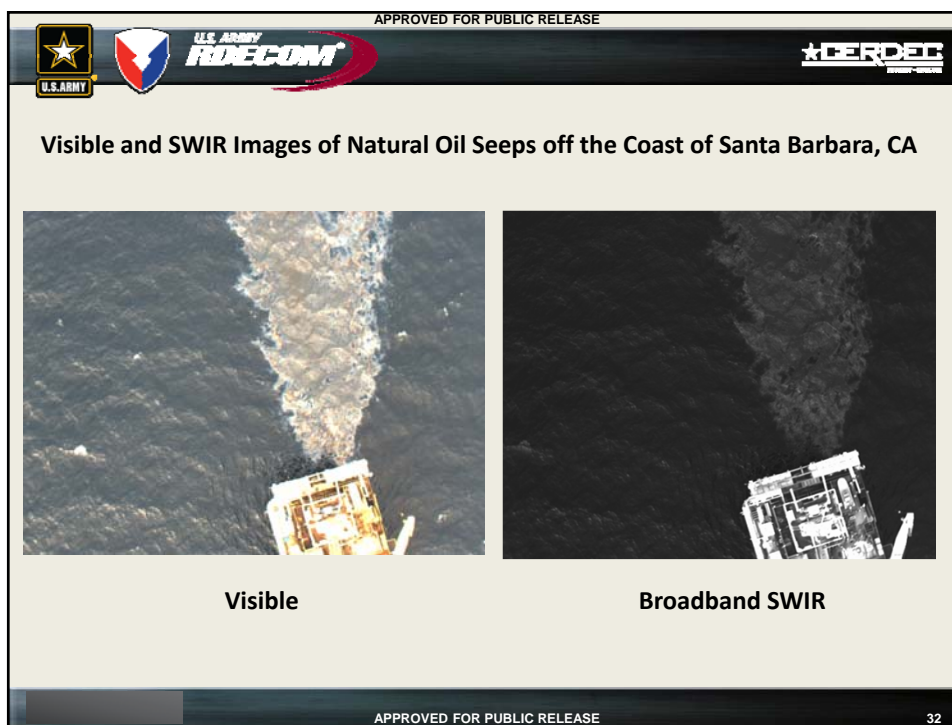 APPROVED FOR PUBLIC RELEASE
U.S. ARMY
RDECOM
CERDEC
U.S.ARMY
Visible and SWIR Images of Natural Oil Seeps off the Coast of Santa Barbara, CA
Visible
Broadband SWIR
APPROVED FOR PUBLIC RELEASE
32